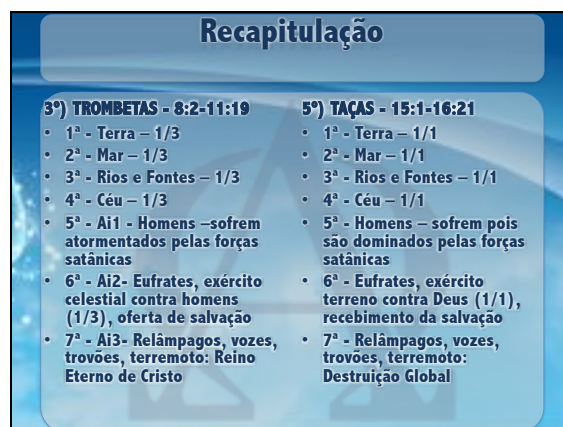 Recapitulação
3º) TROMBETAS - 8:2-11:19
• 1ª - Terra – 1/3
• 2ª - Mar – 1/3
• 3ª - Rios e Fontes – 1/3
• 4ª - Céu – 1/3
• 5ª - Ai1 - Homens –sofrem
atormentados pelas forças
satânicas
• 6ª - Ai2- Eufrates, exército
celestial contra homens
(1/3), oferta de salvação
• 7ª - Ai3- Relâmpagos, vozes,
trovões, terremoto: Reino
Eterno de Cristo
5º) TAÇAS - 15:1-16:21
• 1ª - Terra – 1/1
• 2ª - Mar – 1/1
• 3ª - Rios e Fontes – 1/1
• 4ª - Céu – 1/1
• 5ª - Homens – sofrem pois
são dominados pelas forças
satânicas
• 6ª - Eufrates, exército
terreno contra Deus (1/1),
recebimento da salvação
• 7ª - Relâmpagos, vozes,
trovões, terremoto:
Destruição Global